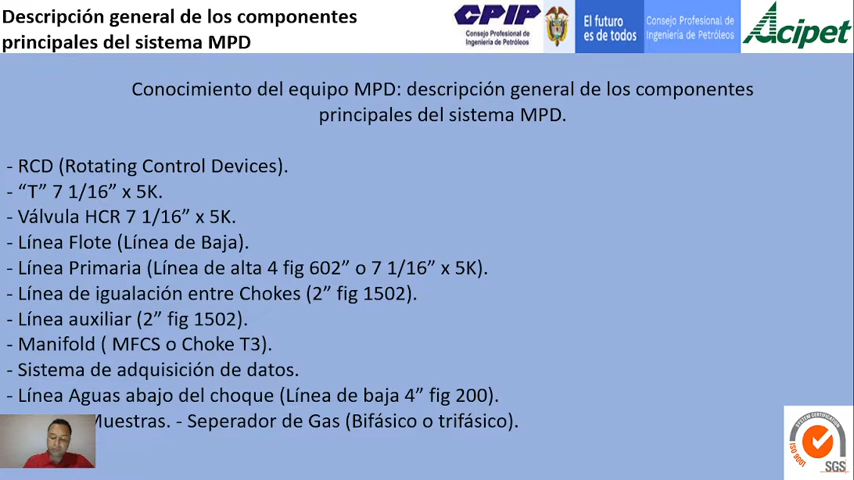 Descripción general de los componentes
principales del sistema MPD
CPIP
Consejo Profesional de
Ingeniería de Petróleos
El futuro
es de todos
Consejo Profesional de
Ingeniería de Petróleos
Acipet
Conocimiento del equipo MPD: descripción general de los componentes
principales del sistema MPD.
- RCD (Rotating Control Devices).
- “T” 7 1/16” x 5K.
- Válvula HCR 7 1/16” x 5K.
- Línea Flote (Línea de Baja).
- Línea Primaria (Línea de alta 4 fig 602” o 7 1/16” x 5K).
- Línea de igualación entre Chokes (2” fig 1502).
- Línea auxiliar (2” fig 1502).
- Manifold ( MFCS o Choke T3).
- Sistema de adquisición de datos.
- Línea Aguas abajo del choque (Línea de baja 4” fig 200).
Muestras. - Seperador de Gas (Bifásico o trifásico).
SYSTEM CERTIFICATION
ISO 9001
SGS